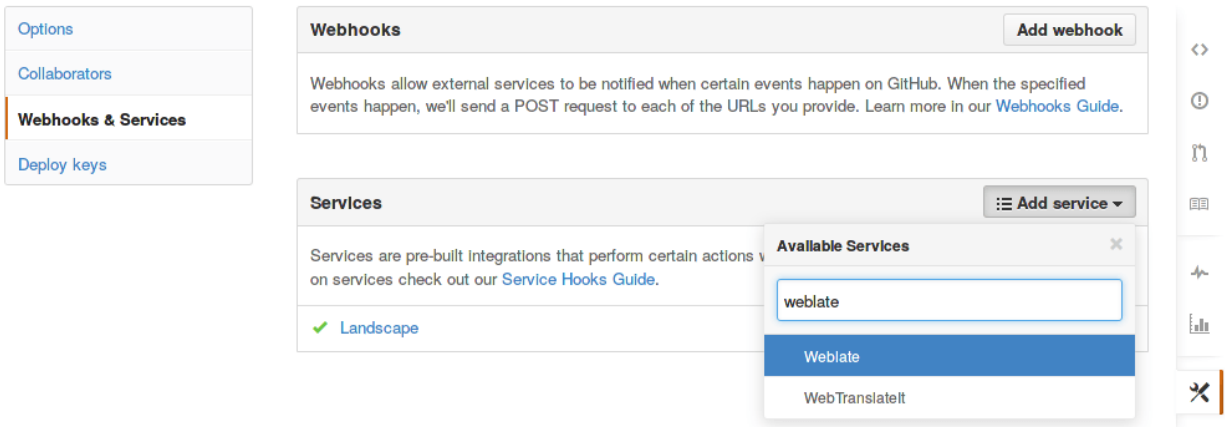 Options
Collaborators
Webhooks & Services
Deploy keys
Webhooks
Add webhook
Webhooks allow external services to be notified when certain events happen on GitHub. When the specified
events happen, we'll send a POST request to each of the URLs you provide. Learn more in our Webhooks Guide.
Services
Add service
Services are pre-built integrations that perform certain actions
on services check out our Service Hooks Guide.
Landscape
Available Services
weblate
Weblate
WebTranslateIt